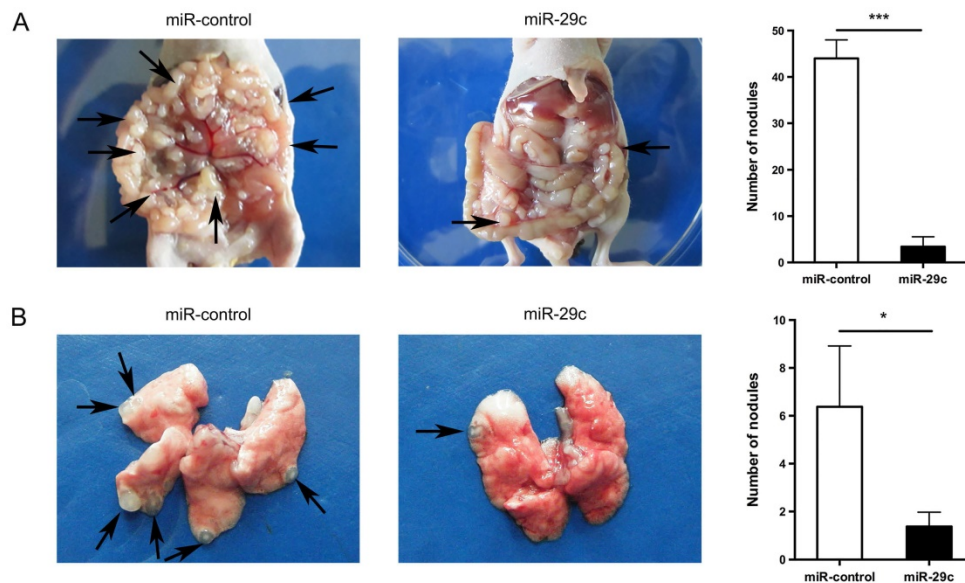 A
miR-control
miR-29c
***
Number of nodules
50
40
30
20
10
0
miR-control
miR-29c
B
miR-control
miR-29c
*
Number of nodules
10
8
6
4
2
0
miR-control
miR-29c